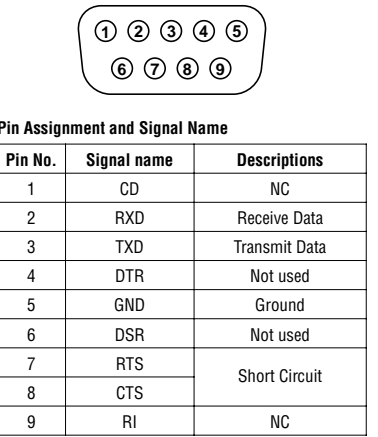 1 2 3 4 5
6 7 8 9
Pin Assignment and Signal Name
Pin No. Signal name Descriptions
1 CD NC
2 RXD Receive Data
3 TXD Transmit Data
4 DTR Not used
5 GND Ground
6 DSR Not used
7 RTS Short Circuit
8 CTS
9 RI NC